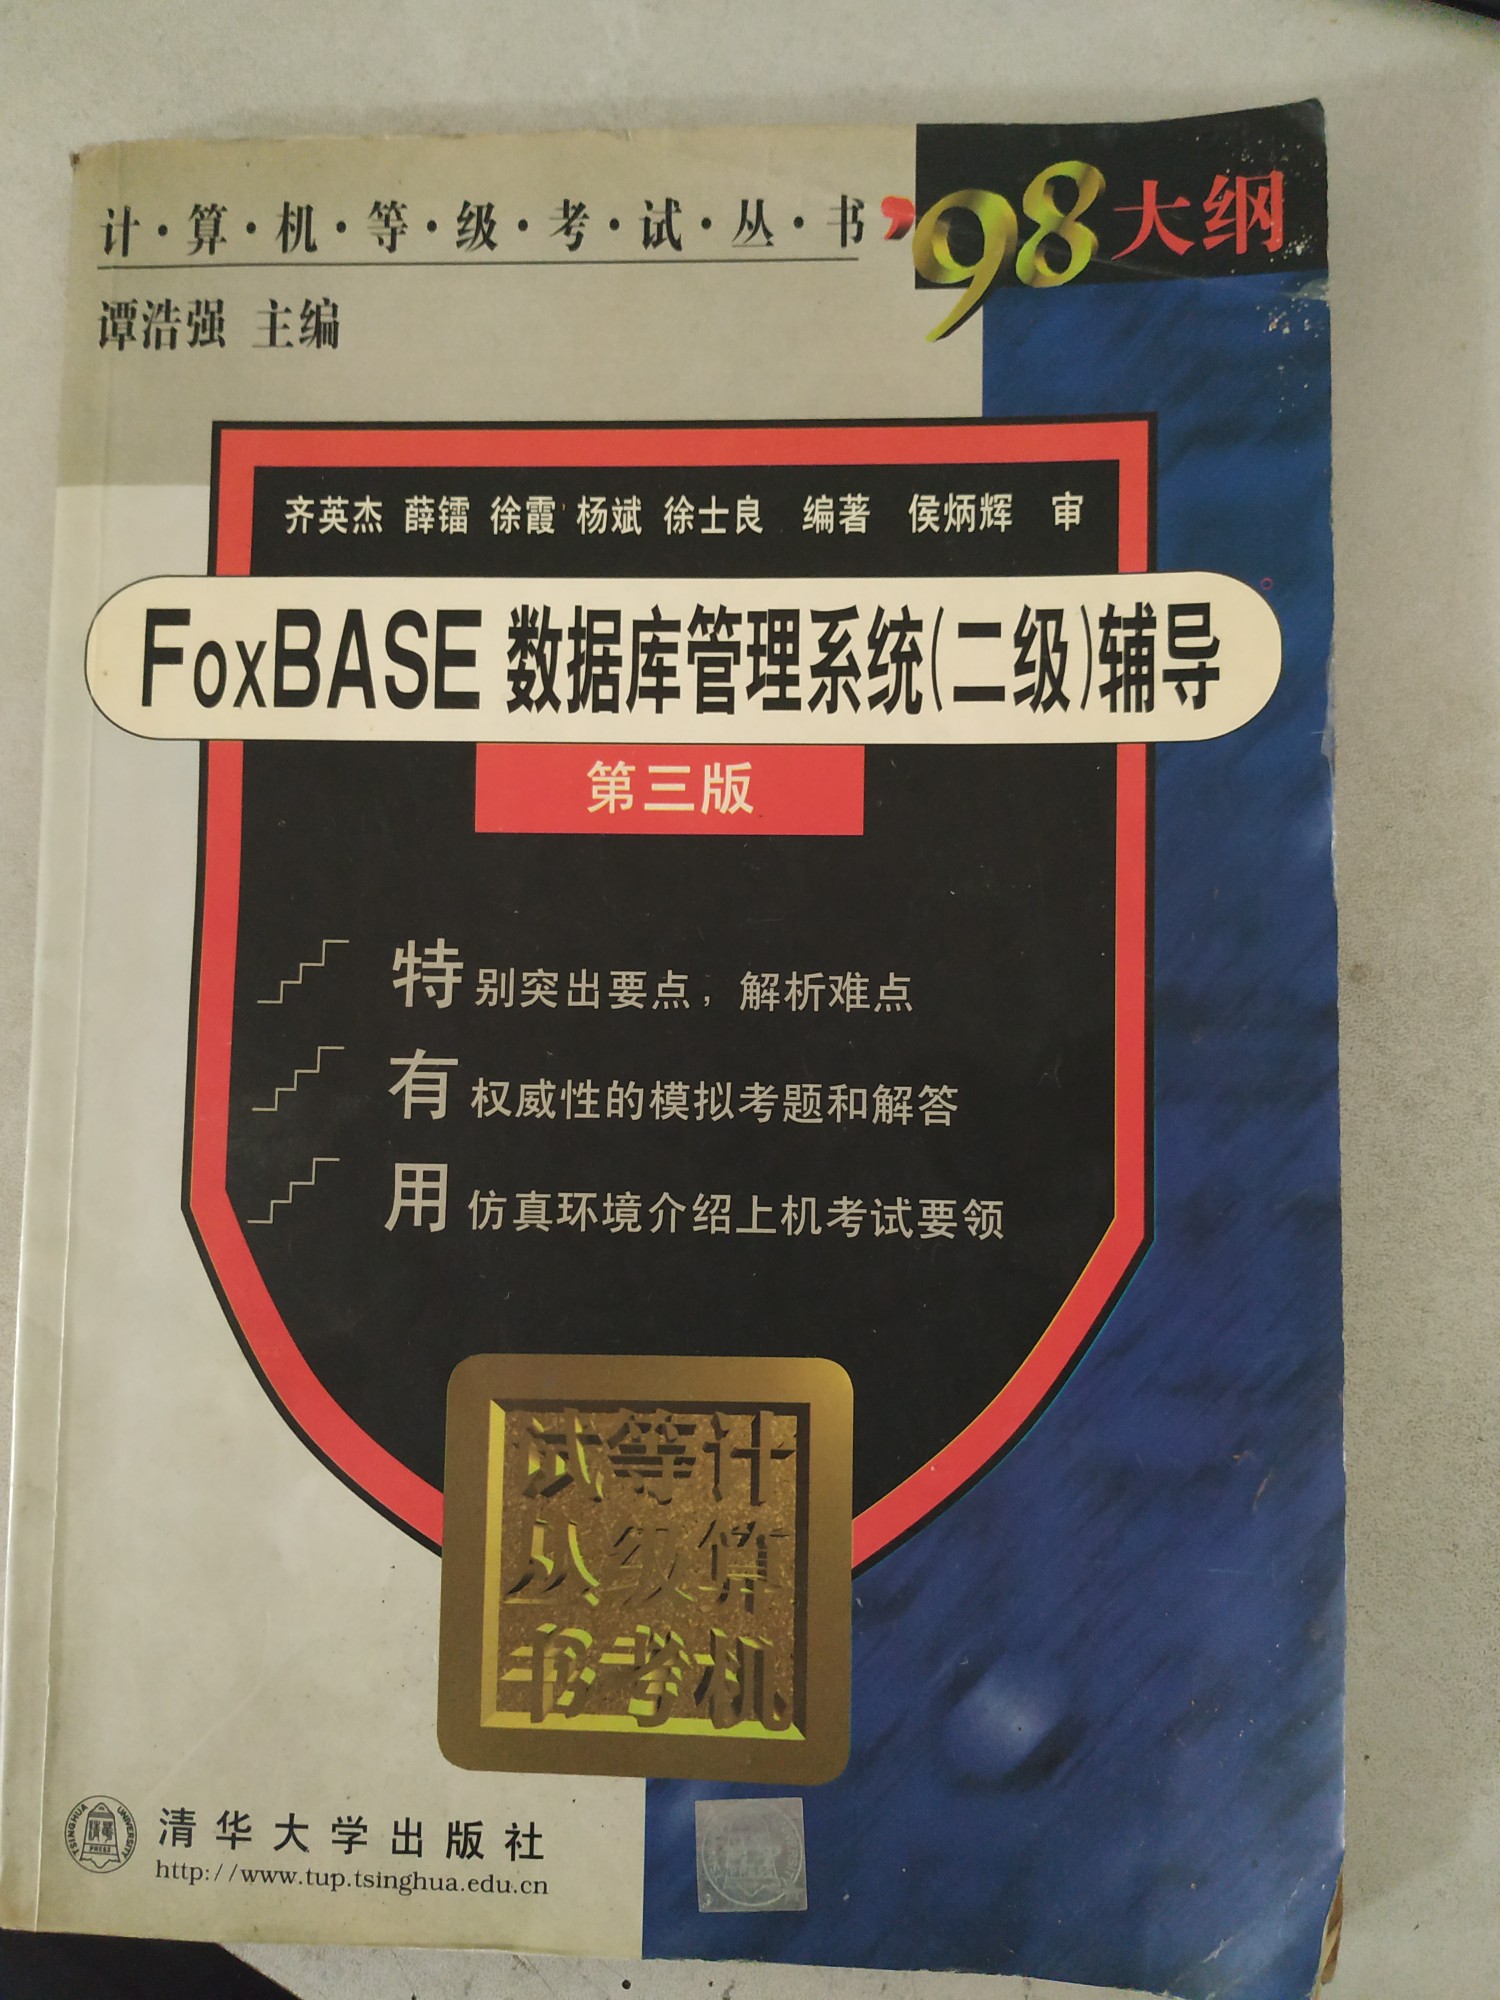 计·算·机·等·级·考·试·丛·书
'98大纲
谭浩强 主编
齐英杰 薛镭 徐霞 杨斌 徐士良 编著 侯炳辉 审
FoxBASE 数据库管理系统(二级)辅导
第三版
特别突出要点，解析难点
有权威性的模拟考题和解答
用仿真环境介绍上机考试要领
试等计
丛级算
书考机
TSINGHUA UNIVERSITY
PRESS
清华大学出版社
http://www.tup.tsinghua.edu.cn